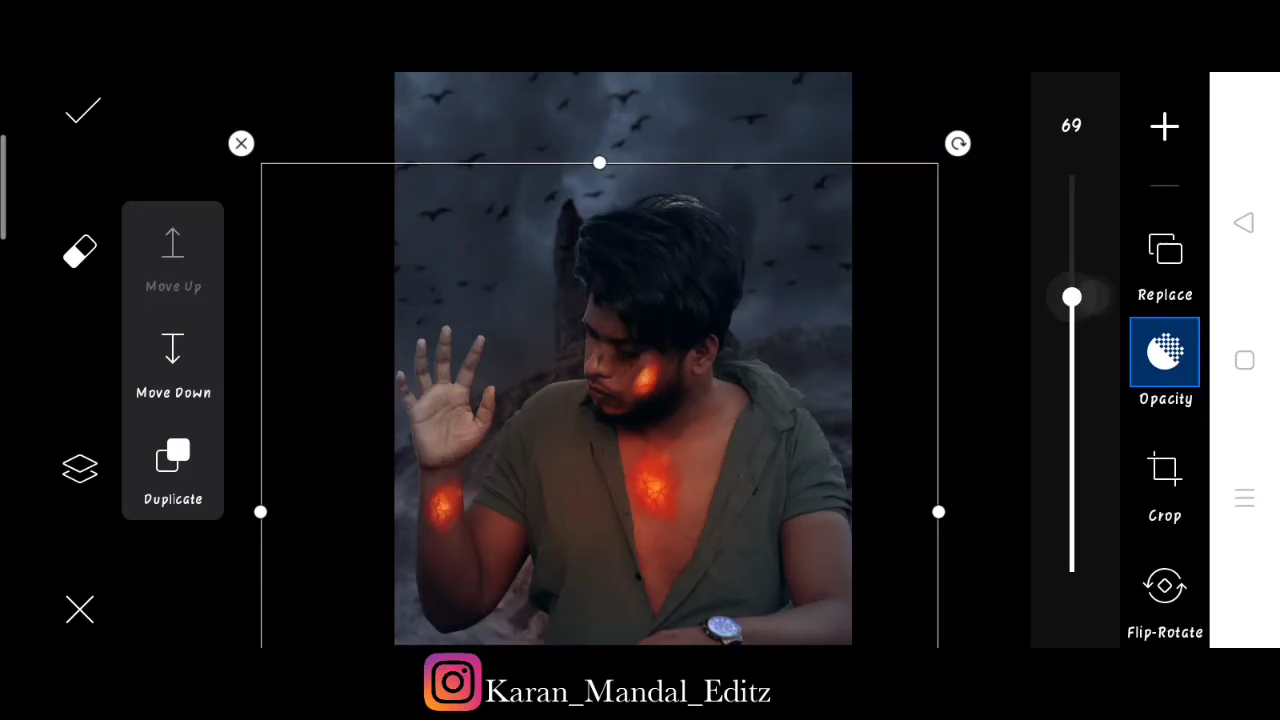 69
Move Up
Move Down
Duplicate
Replace
Opacity
Crop
Flip-Rotate
Karan_Mandal_Editz